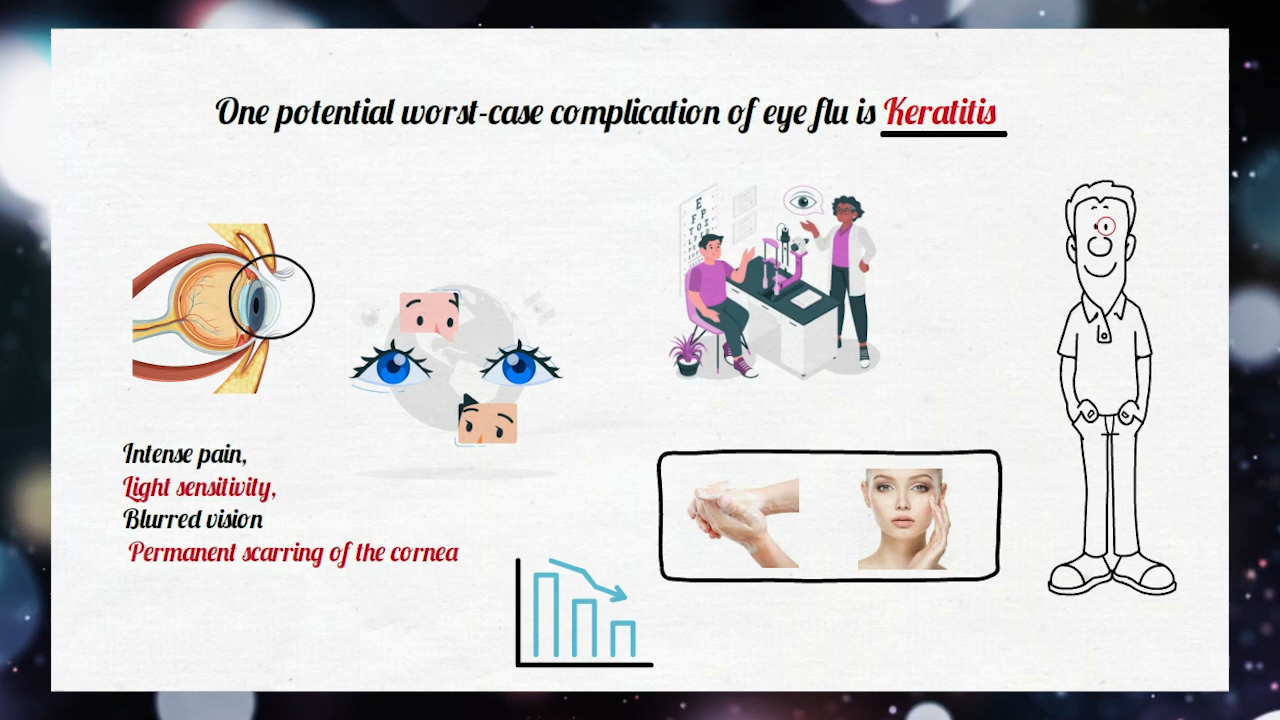 One potential worst-case complication of eye flu is Keratitis
E
F P
T O Z
Intense pain,
Light sensitivity,
Blurred vision
Permanent scarring of the cornea